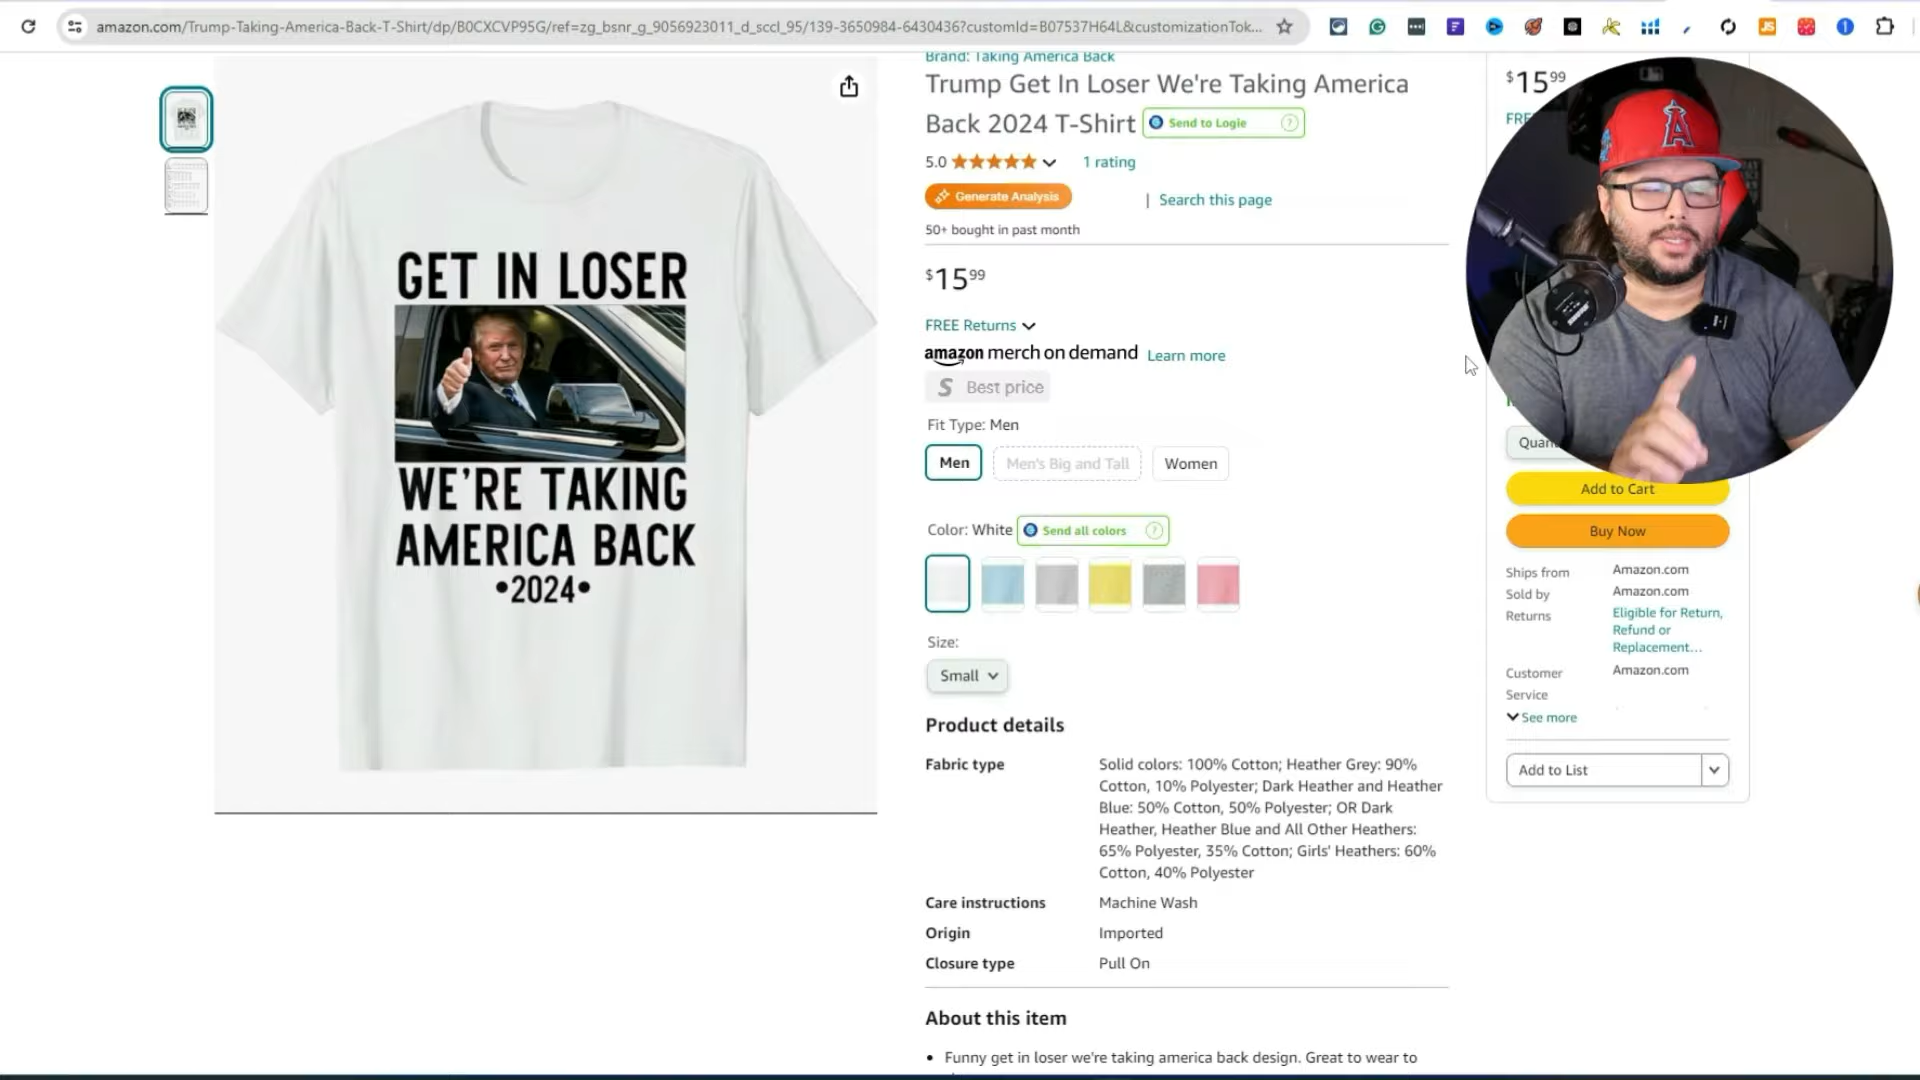 amazon.com/Trump-Taking-America-Back-T-Shirt/dp/B0CXCVP95G/ref=zg_bsnr_g_9056923011_d_sccl_95/139-3650984-6430436?customId=B07537H64L&customizationTok...
Brand: Taking America Back
Trump Get In Loser We're Taking America
Back 2024 T-Shirt
Send to Logie ?
5.0
1 rating
Generate Analysis
| Search this page
50+ bought in past month
$15 99
FREE Returns
amazon merch on demand Learn more
S Best price
Fit Type: Men
Men
Men's Big and Tall
Women
Color: White
Send all colors ?
Size:
Small
Product details
Fabric type
Solid colors: 100% Cotton; Heather Grey: 90%
Cotton, 10% Polyester; Dark Heather and Heather
Blue: 50% Cotton, 50% Polyester; OR Dark
Heather, Heather Blue and All Other Heathers:
65% Polyester, 35% Cotton; Girls' Heathers: 60%
Cotton, 40% Polyester
Care instructions
Machine Wash
Origin
Imported
Closure type
Pull On
About this item
• Funny get in loser we're taking america back design. Great to wear to
GET IN LOSER
WE'RE TAKING
AMERICA BACK
•2024•
$15 99
FRE
A
Quan
Add to Cart
Buy Now
Ships from
Amazon.com
Sold by
Amazon.com
Returns
Eligible for Return,
Refund or
Replacement...
Customer
Service
Amazon.com
See more
Add to List
JS
1